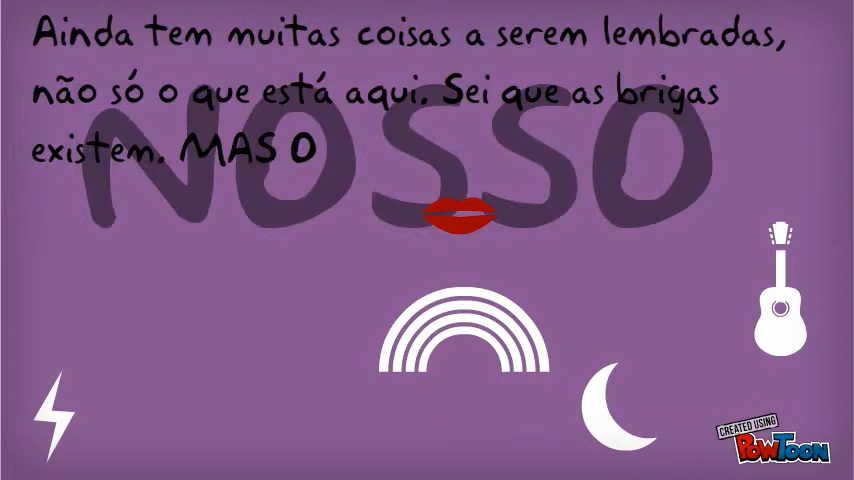 Ainda tem muitas coisas a serem lembradas,
não só o que está aqui. Sei que as brigas
existem. MAS O
NOSSO
CREATED USING
POWTOON